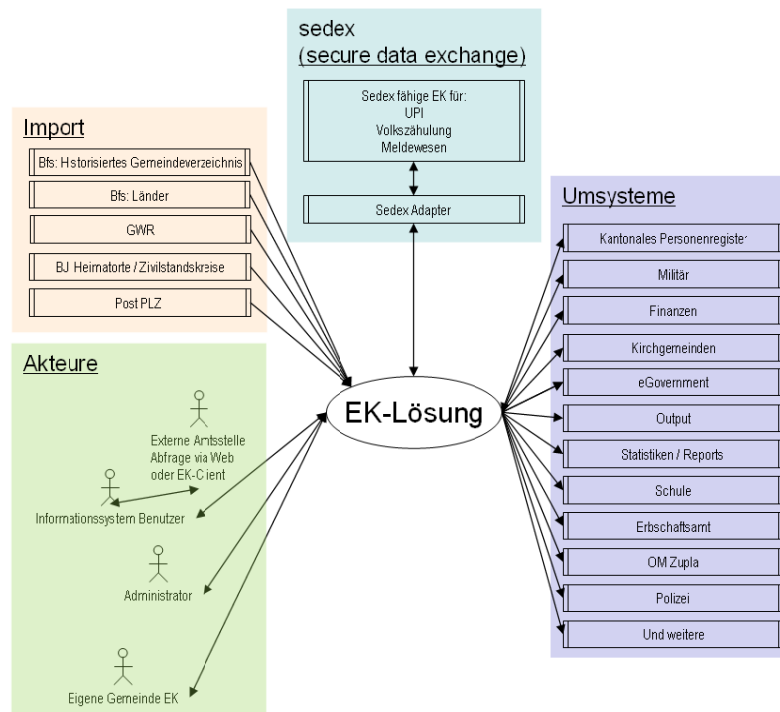 sedex
(secure data exchange)
Sedex fähige EK für:
UPI
Volkszählung
Meldewesen
Sedex Adapter
Import
Bfs: Historisiertes Gemeindeverzeichnis
Bfs: Länder
GWR
BJ Heimatorte / Zivilstandskreise
Post PLZ
Akteure
Externe Amtsstelle
Abfrage via Web
oder EK-Client
Informationssystem Benutzer
Administrator
Eigene Gemeinde EK
EK-Lösung
Umsysteme
Kantonales Personenregister
Militär
Finanzen
Kirchgemeinden
eGovernment
Output
Statistiken / Reports
Schule
Erbschaftsamt
OM Zupla
Polizei
Und weitere